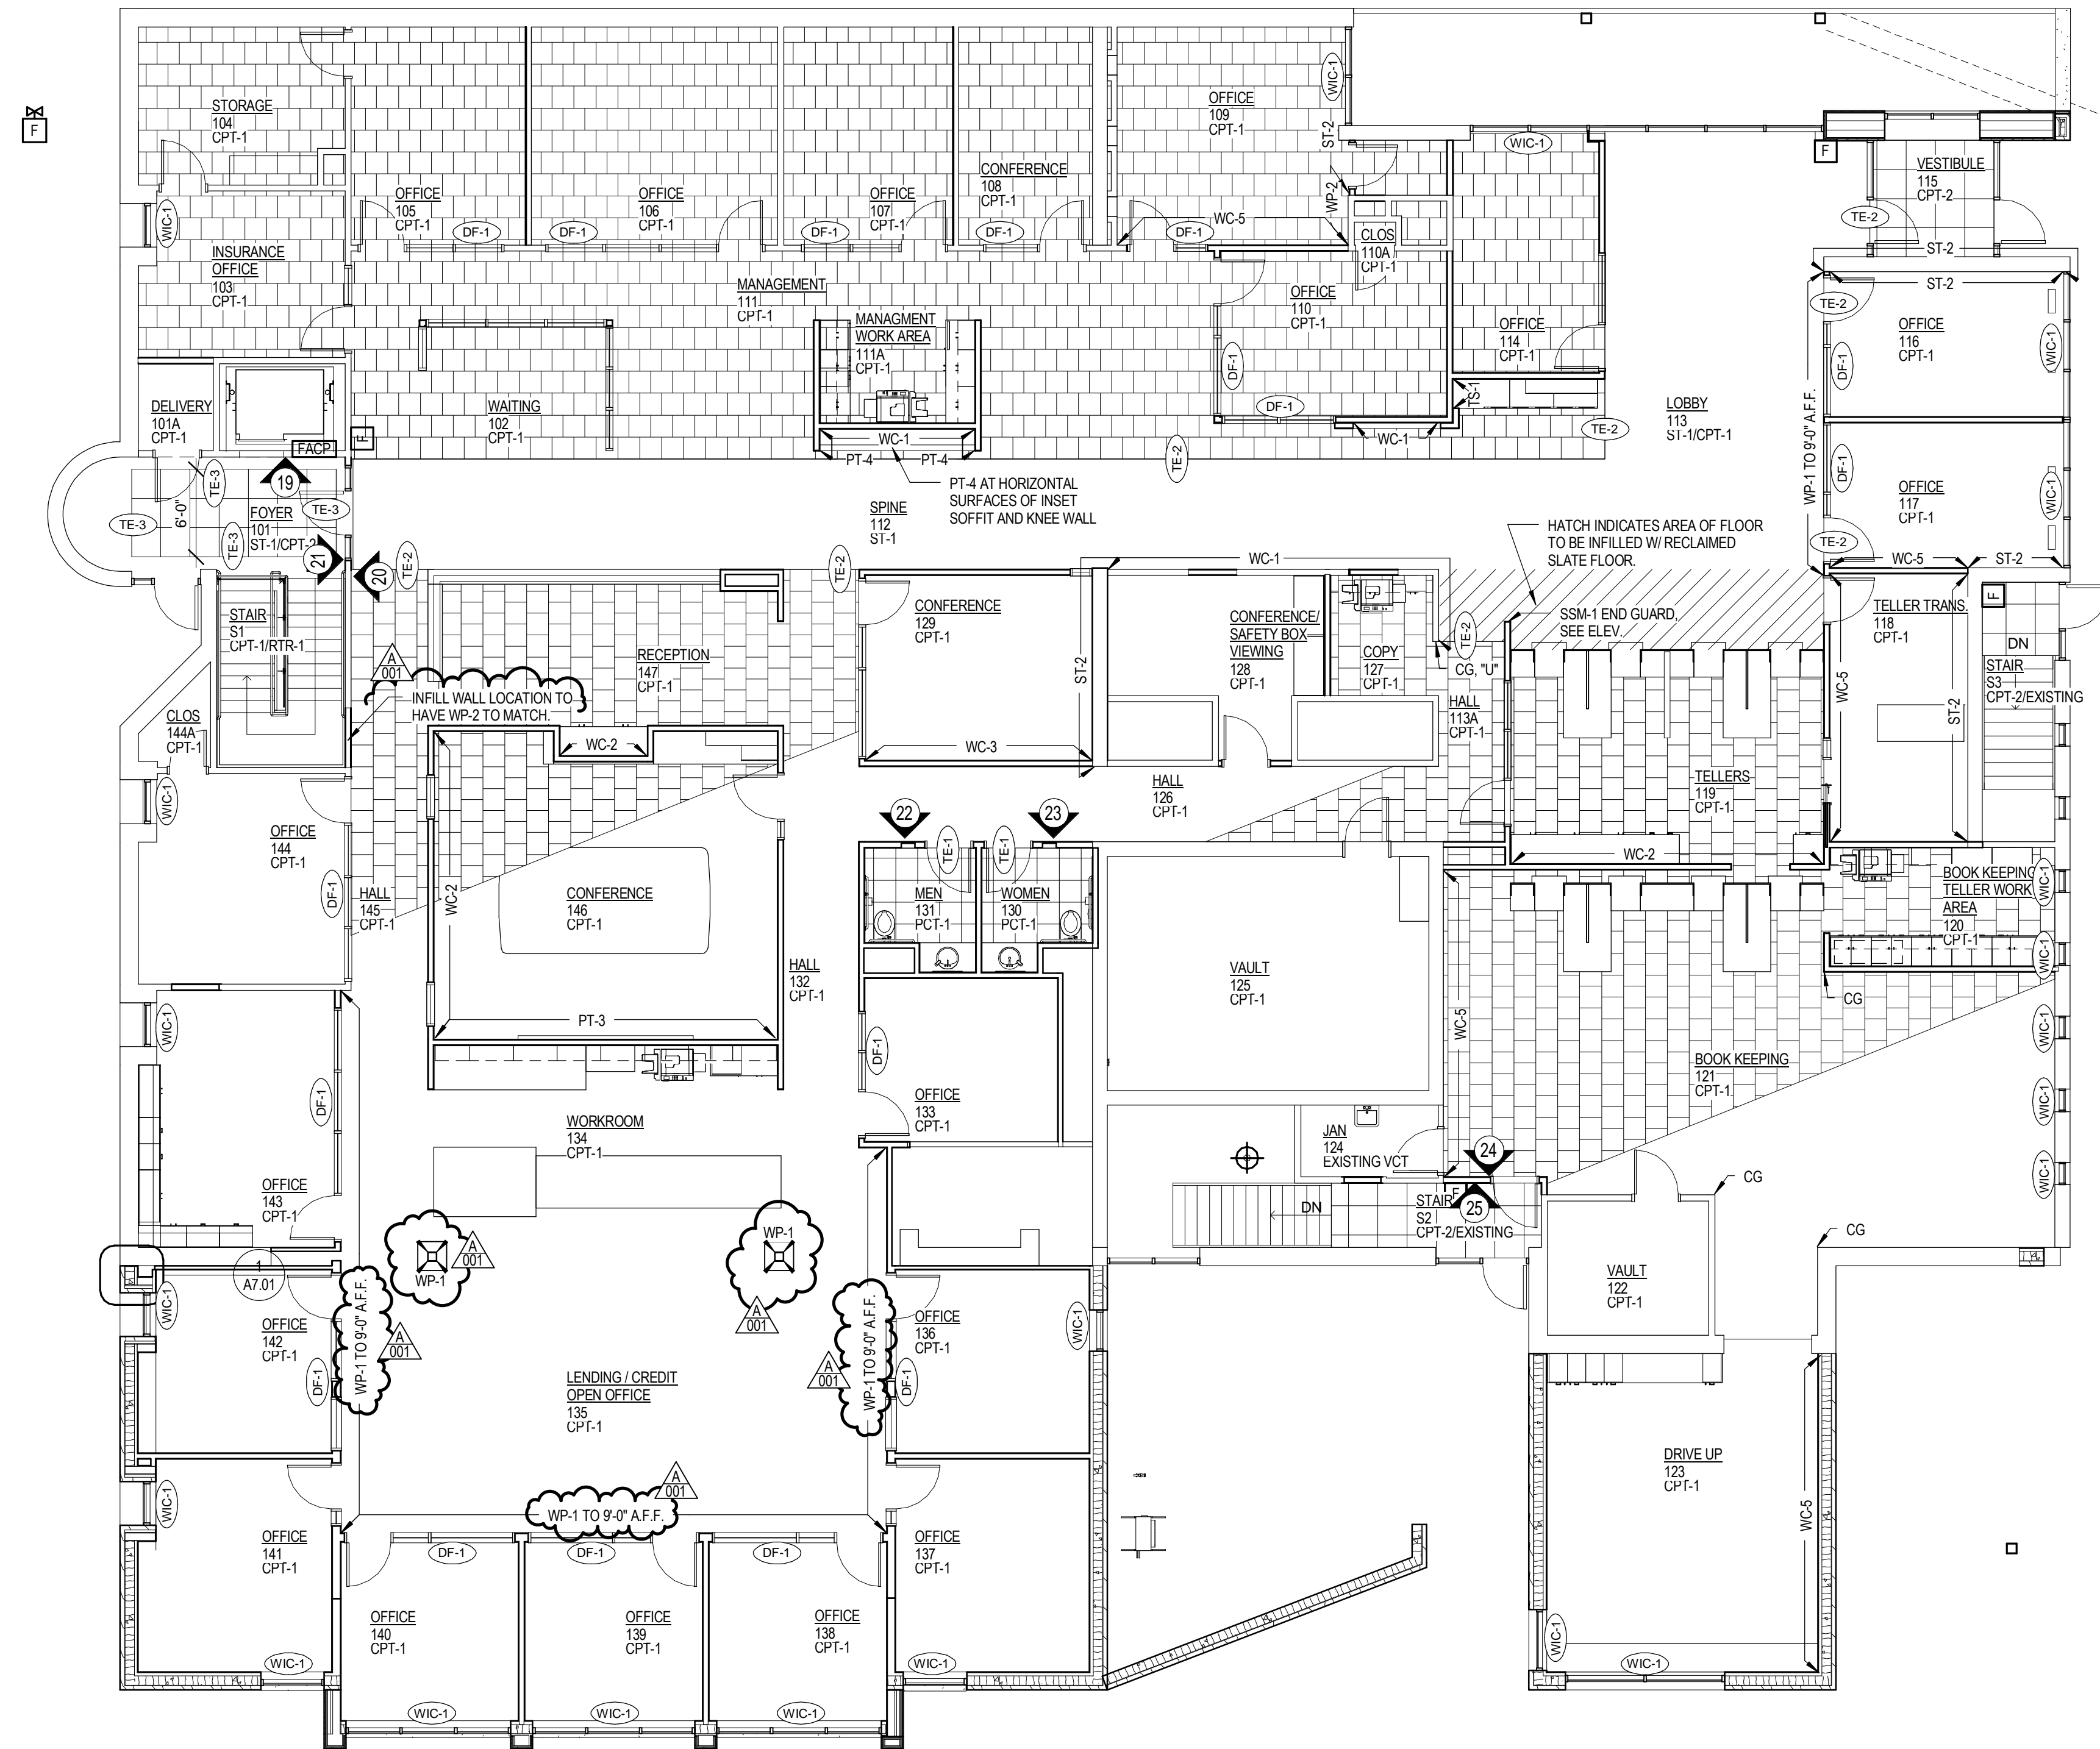 STORAGE
104
CPT-1
OFFICE
105
CPT-1
OFFICE
106
CPT-1
OFFICE
107
CPT-1
CONFERENCE
108
CPT-1
OFFICE
109
CPT-1
WIC-1
ST-2
WP-2
WIC-1
F
F
VESTIBULE
115
CPT-2
TE-2
ST-2
ST-2
WIC-1
INSURANCE
OFFICE
103
CPT-1
DF-1
DF-1
DF-1
DF-1
DF-1
WC-5
CLOS
110A
CPT-1
MANAGEMENT
111
CPT-1
MANAGMENT
WORK AREA
111A
CPT-1
OFFICE
110
CPT-1
DF-1
DF-1
OFFICE
114
CPT-1
TS-1
WC-1
TE-2
LOBBY
113
ST-1/CPT-1
TE-2
OFFICE
116
CPT-1
DF-1
WIC-1
WP-1 TO 9'-0" A.F.F.
OFFICE
117
CPT-1
DF-1
WIC-1
TE-2
WC-5
ST-2
DELIVERY
101A
CPT-1
FACP
F
WAITING
102
CPT-1
WC-1
PT-4
PT-4
TE-2
PT-4 AT HORIZONTAL
SURFACES OF INSET
SOFFIT AND KNEE WALL
SPINE
112
ST-1
TE-3
TE-3
TE-3
TE-3
6'-0"
19
FOYER
101
ST-1/CPT-2
21
20
TE-2
TE-2
WC-1
HATCH INDICATES AREA OF FLOOR
TO BE INFILLED W/ RECLAIMED
SLATE FLOOR.
SSM-1 END GUARD,
SEE ELEV.
STAIR
S1
CPT-1/RTR-1
A
001
INFILL WALL LOCATION TO
HAVE WP-2 TO MATCH.
RECEPTION
147
CPT-1
CONFERENCE
129
CPT-1
ST-2
WC-3
CONFERENCE/
SAFETY BOX
VIEWING
128
CPT-1
COPY
127
CPT-1
TE-2
CG, "U"
HALL
113A
CPT-1
TELLER TRANS.
118
CPT-1
WC-5
ST-2
F
DN
STAIR
S3
CPT-2/EXISTING
CLOS
144A
CPT-1
WC-2
HALL
126
CPT-1
TELLERS
119
CPT-1
WC-2
WIC-1
OFFICE
144
CPT-1
DF-1
HALL
145
CPT-1
WC-2
CONFERENCE
146
CPT-1
PT-3
22
23
TE-1
TE-1
MEN
131
PCT-1
WOMEN
130
PCT-1
BOOK KEEPING
TELLER WORK
AREA
120
CPT-1
WIC-1
WIC-1
CG
HALL
132
CPT-1
VAULT
125
CPT-1
WC-5
BOOK KEEPING
121
CPT-1
WIC-1
WIC-1
WIC-1
WIC-1
DF-1
OFFICE
143
CPT-1
WORKROOM
134
CPT-1
DF-1
OFFICE
133
CPT-1
JAN
124
EXISTING VCT
24
DN
STAIR
S2
CPT-2/EXISTING
F
25
CG
CG
1
A7.01
WP-1
A
001
WP-1
A
001
WIC-1
OFFICE
142
CPT-1
DF-1
WP-1 TO 9'-0" A.F.F.
A
001
LENDING / CREDIT
OPEN OFFICE
135
CPT-1
A
001
WP-1 TO 9'-0" A.F.F.
DF-1
OFFICE
136
CPT-1
WIC-1
VAULT
122
CPT-1
DRIVE UP
123
CPT-1
WC-5
WIC-1
WIC-1
WIC-1
OFFICE
141
CPT-1
WIC-1
A
001
WP-1 TO 9'-0" A.F.F.
DF-1
DF-1
DF-1
OFFICE
137
CPT-1
WIC-1
OFFICE
140
CPT-1
OFFICE
139
CPT-1
OFFICE
138
CPT-1
WIC-1
WIC-1
WIC-1